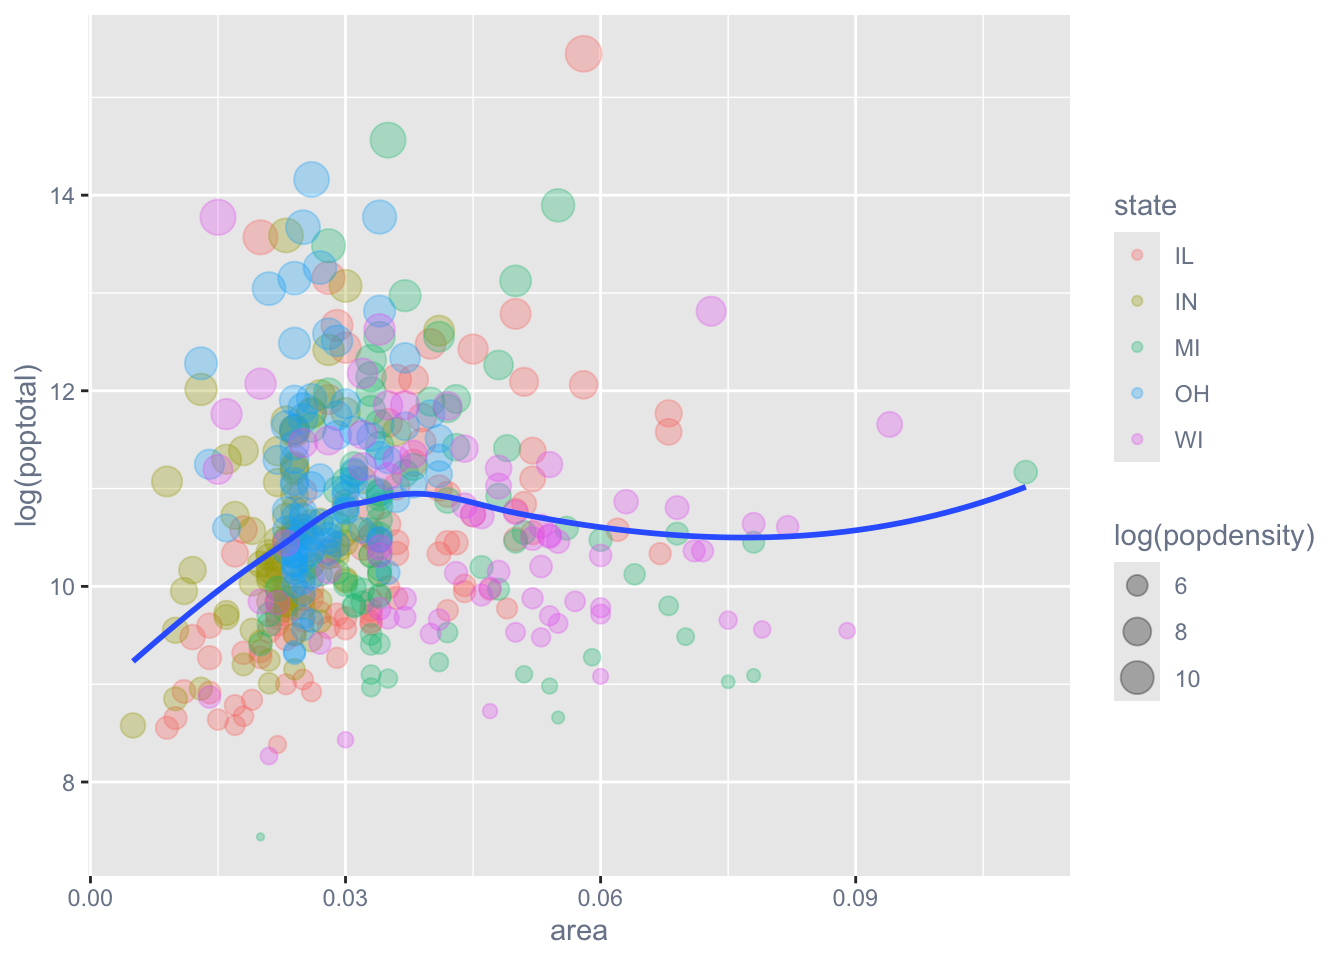 14
12
10
8
log(poptotal)
0.00
0.03
0.06
0.09
area
state
IL
IN
MI
OH
WI
log(popdensity)
6
8
10